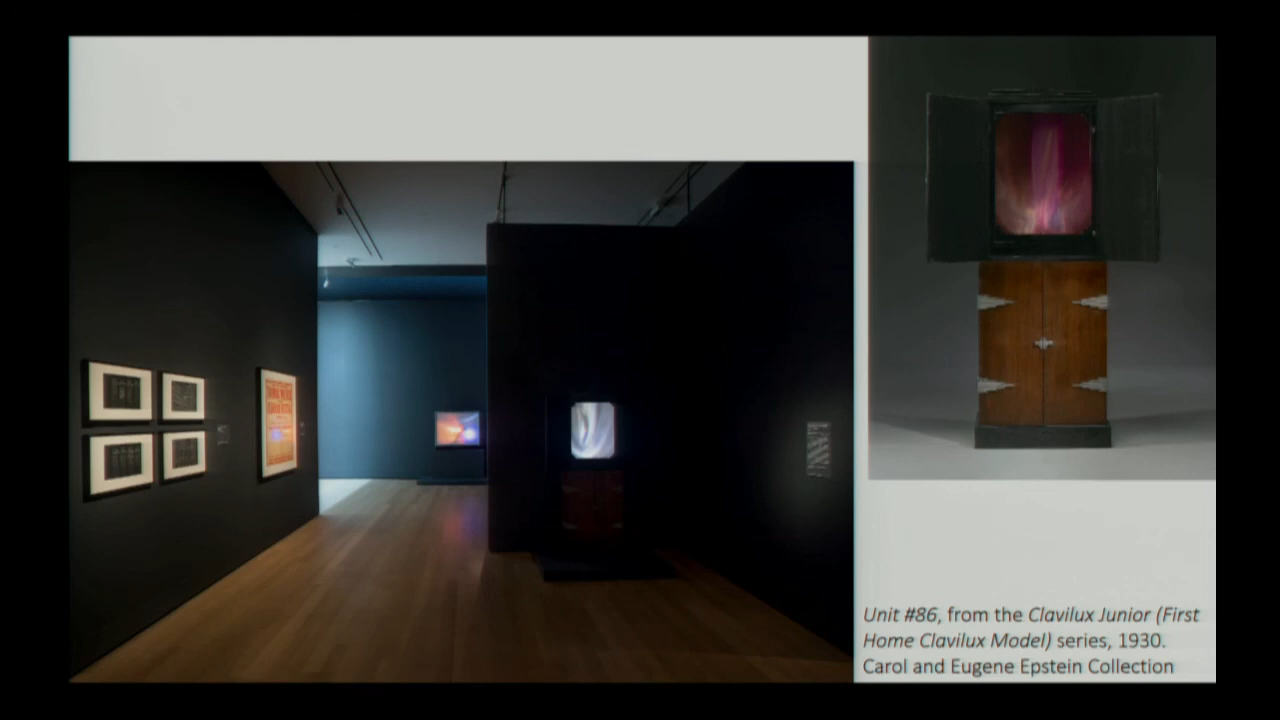 Unit #86, from the Clavilux Junior (First
Home Clavilux Model) series, 1930.
Carol and Eugene Epstein Collection